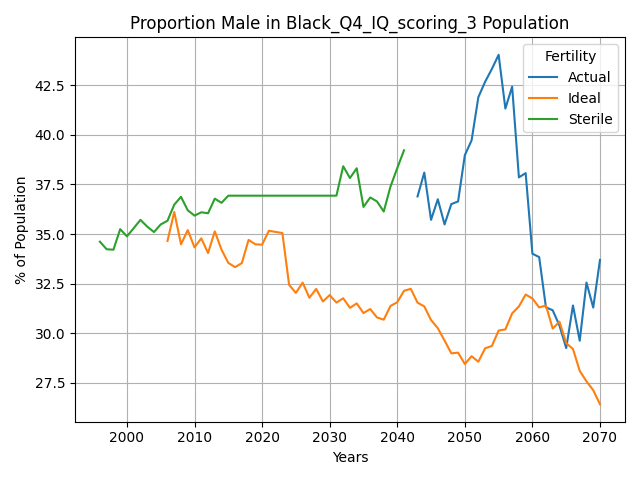 Proportion Male in Black_Q4_IQ_scoring_3 Population
Fertility
Actual
Ideal
Sterile
% of Population
42.5
40.0
37.5
35.0
32.5
30.0
27.5
2000 2010 2020 2030 2040 2050 2060 2070
Years